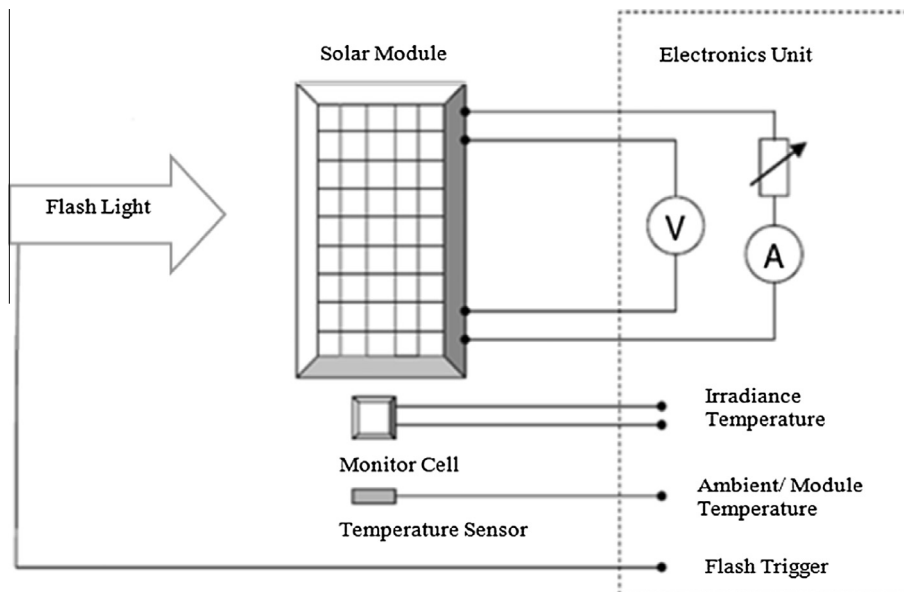 Solar Module
Electronics Unit
Flash Light
V
A
Irradiance
Temperature
Monitor Cell
Ambient/ Module
Temperature
Temperature Sensor
Flash Trigger